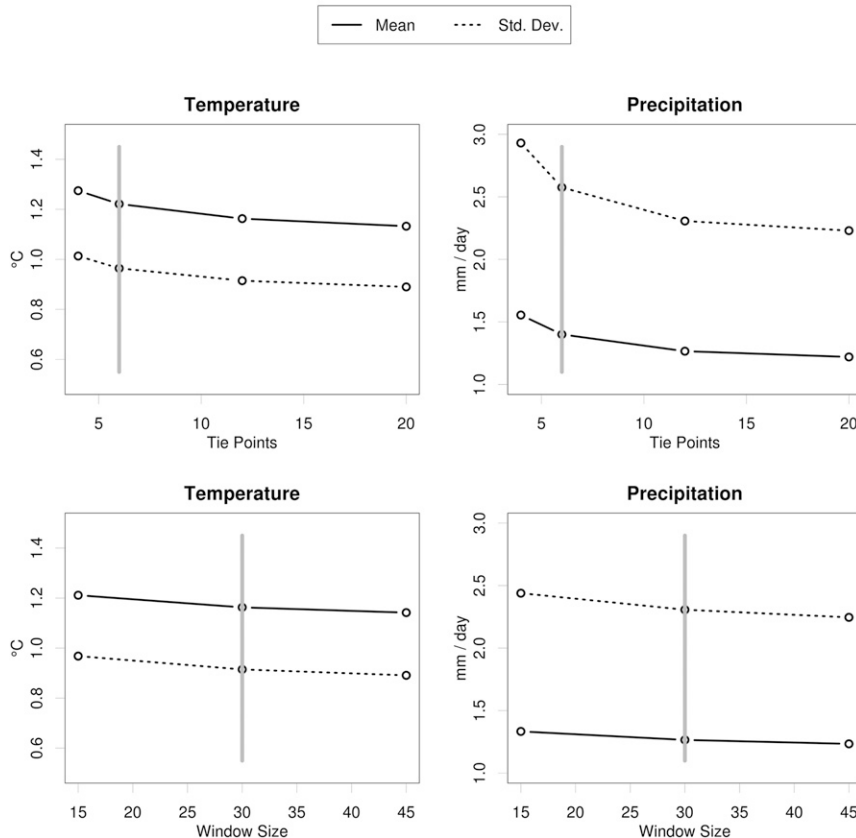 Mean Std. Dev.
Temperature
1.4
1.2
1.0
0.8
0.6
°C
5 10 15 20
Tie Points
Precipitation
3.0
2.5
2.0
1.5
1.0
mm / day
5 10 15 20
Tie Points
Temperature
1.4
1.2
1.0
0.8
0.6
°C
15 20 25 30 35 40 45
Window Size
Precipitation
3.0
2.5
2.0
1.5
1.0
mm / day
15 20 25 30 35 40 45
Window Size